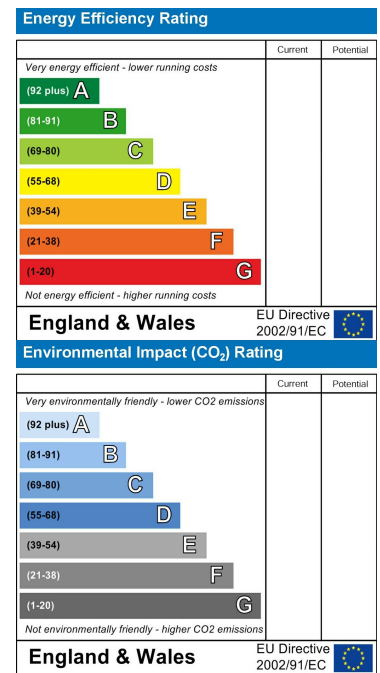 Energy Efficiency Rating
Current Potential
Very energy efficient - lower running costs
(92 plus) A
(81-91) B
(69-80) C
(55-68) D
(39-54) E
(21-38) F
(1-20) G
Not energy efficient - higher running costs
England & Wales
EU Directive
2002/91/EC
Environmental Impact (CO₂) Rating
Current Potential
Very environmentally friendly - lower CO2 emissions
(92 plus) A
(81-91) B
(69-80) C
(55-68) D
(39-54) E
(21-38) F
(1-20) G
Not environmentally friendly - higher CO2 emissions
England & Wales
EU Directive
2002/91/EC